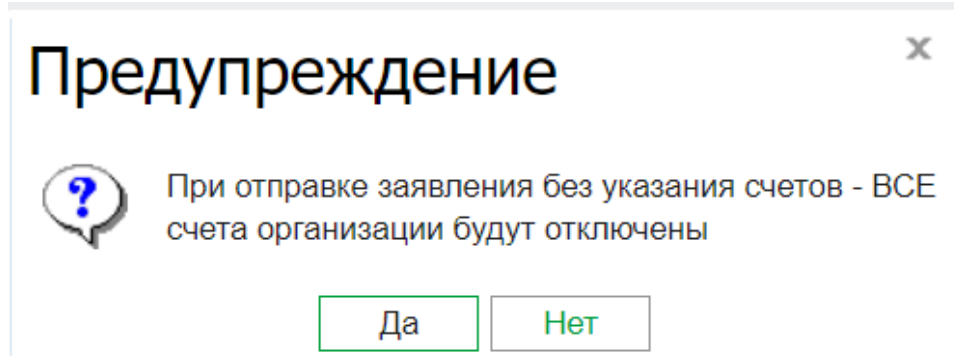 Предупреждение
x
?
При отправке заявления без указания счетов - ВСЕ
счета организации будут отключены
Да
Нет